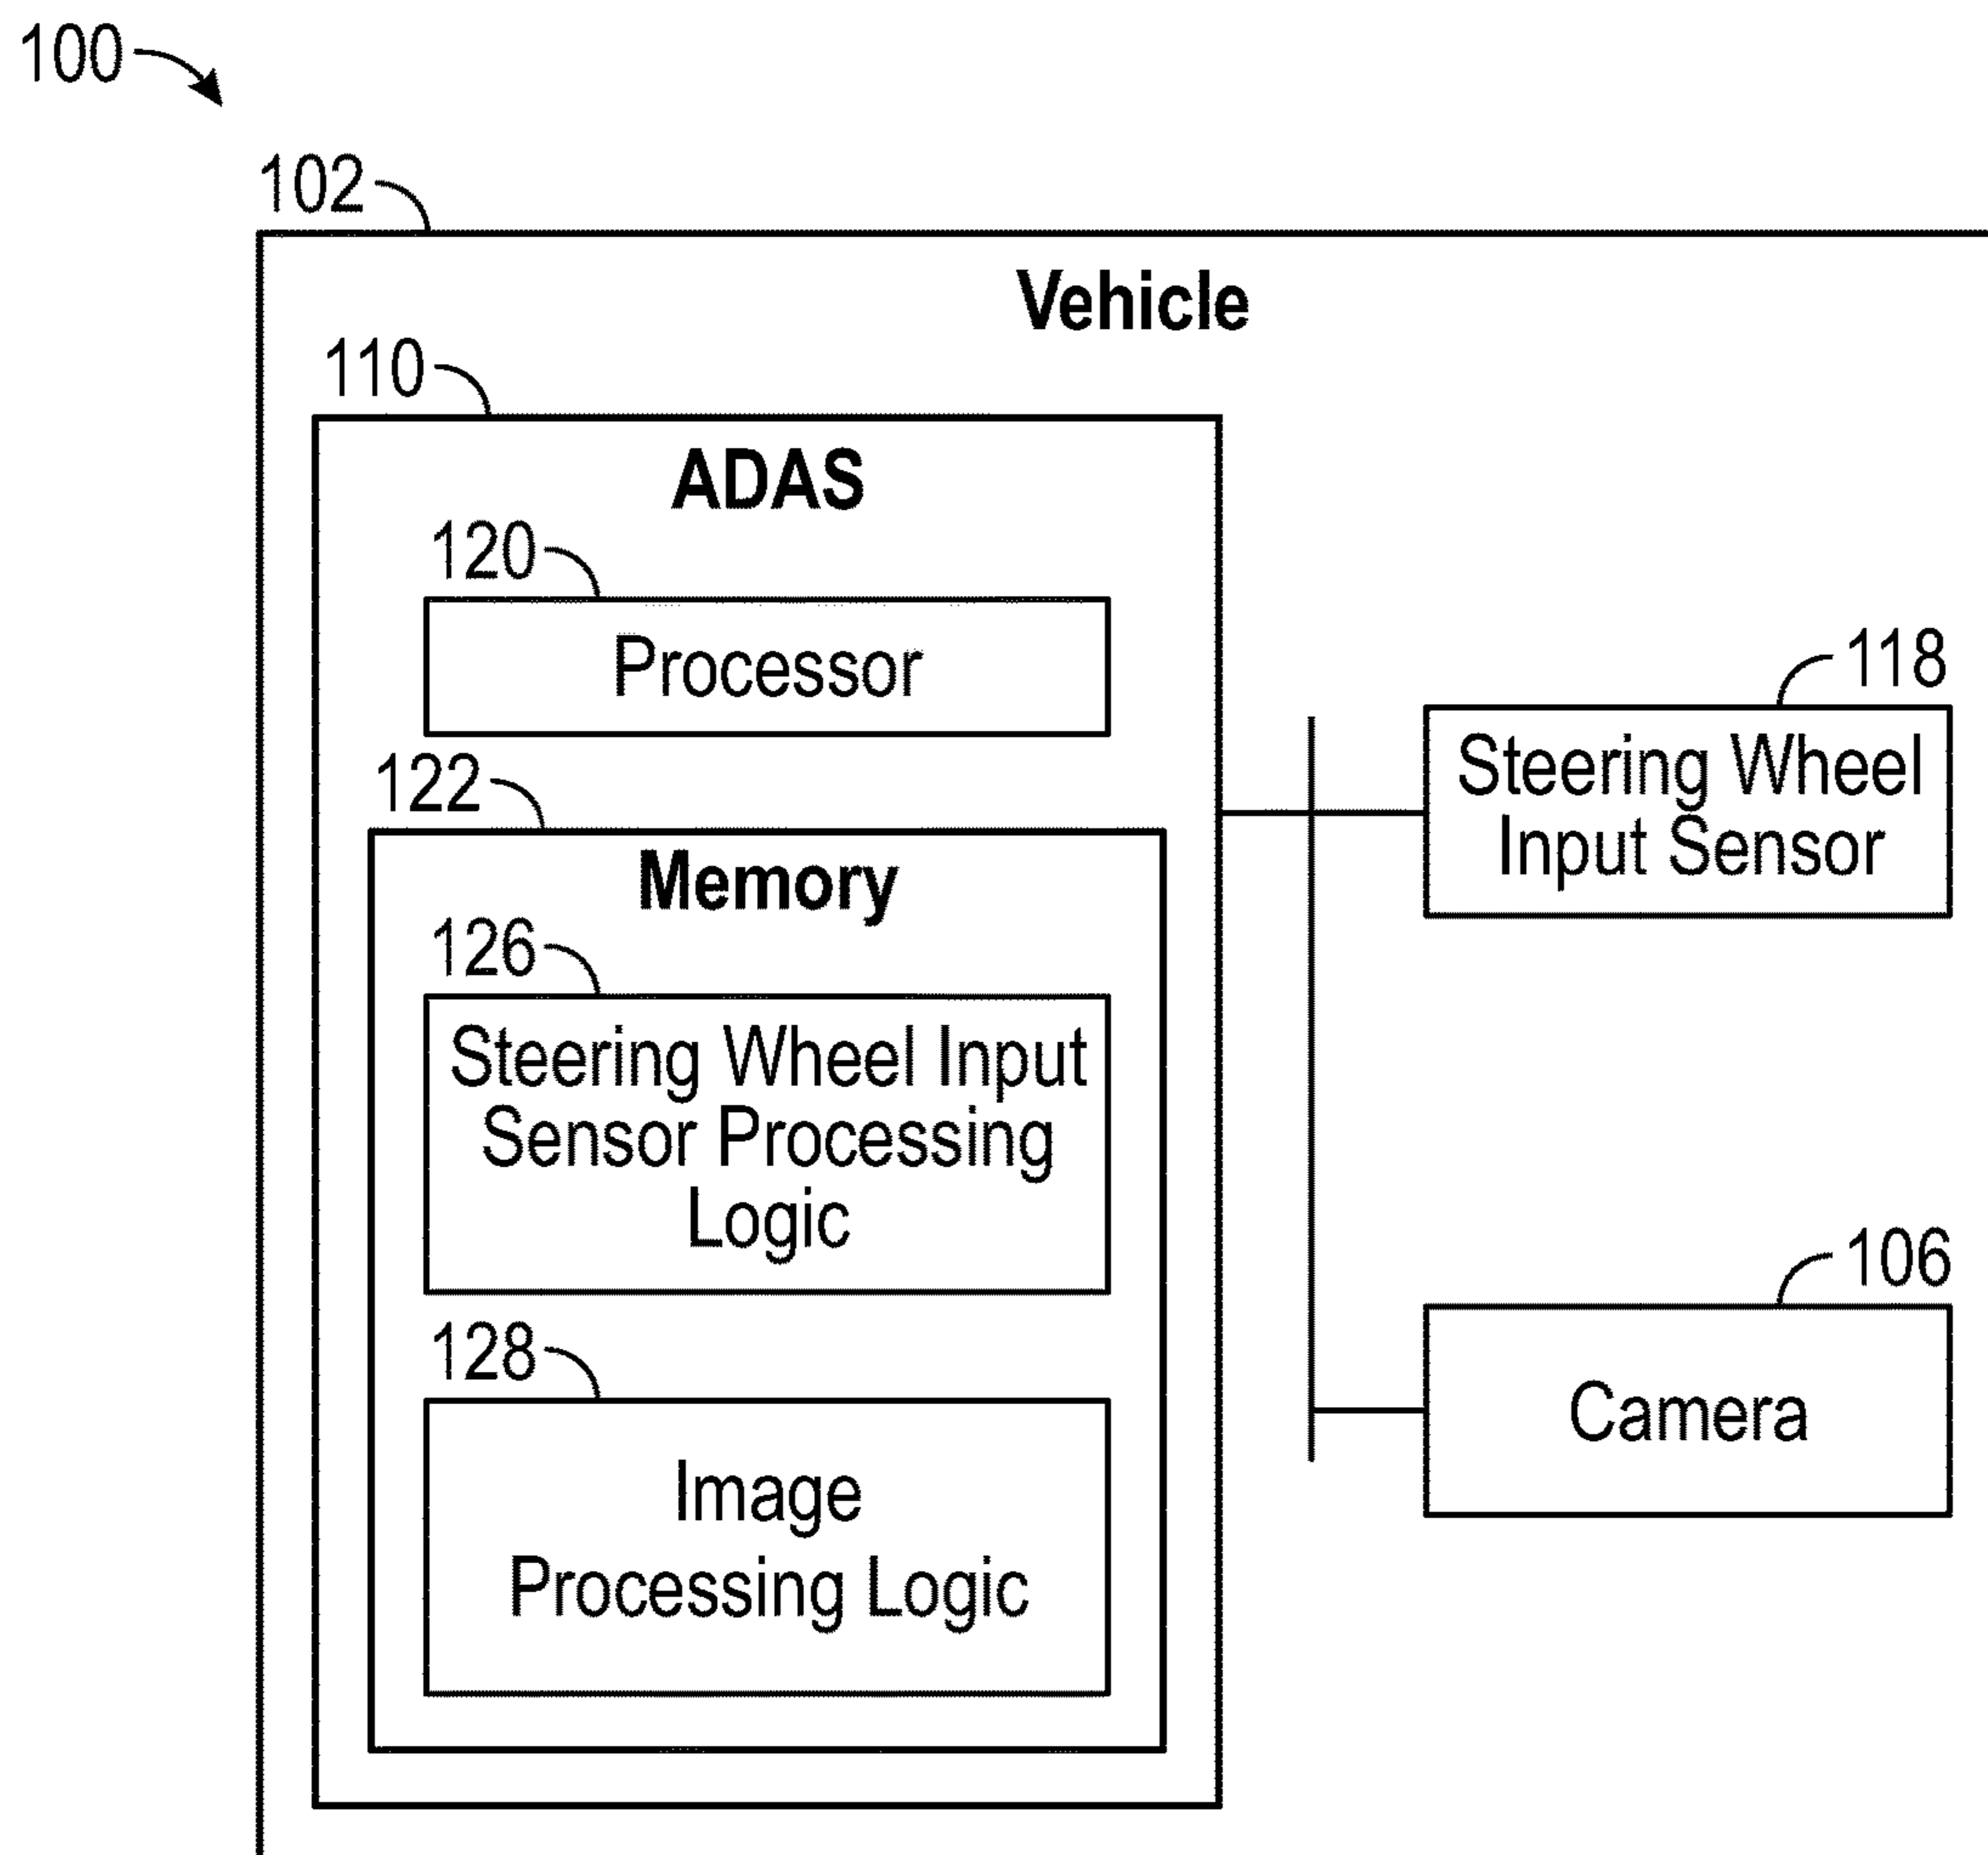 100
102
Vehicle
110
ADAS
120
Processor
118
Steering Wheel
Input Sensor
122
Memory
126
Steering Wheel Input
Sensor Processing
Logic
106
Camera
128
Image
Processing Logic